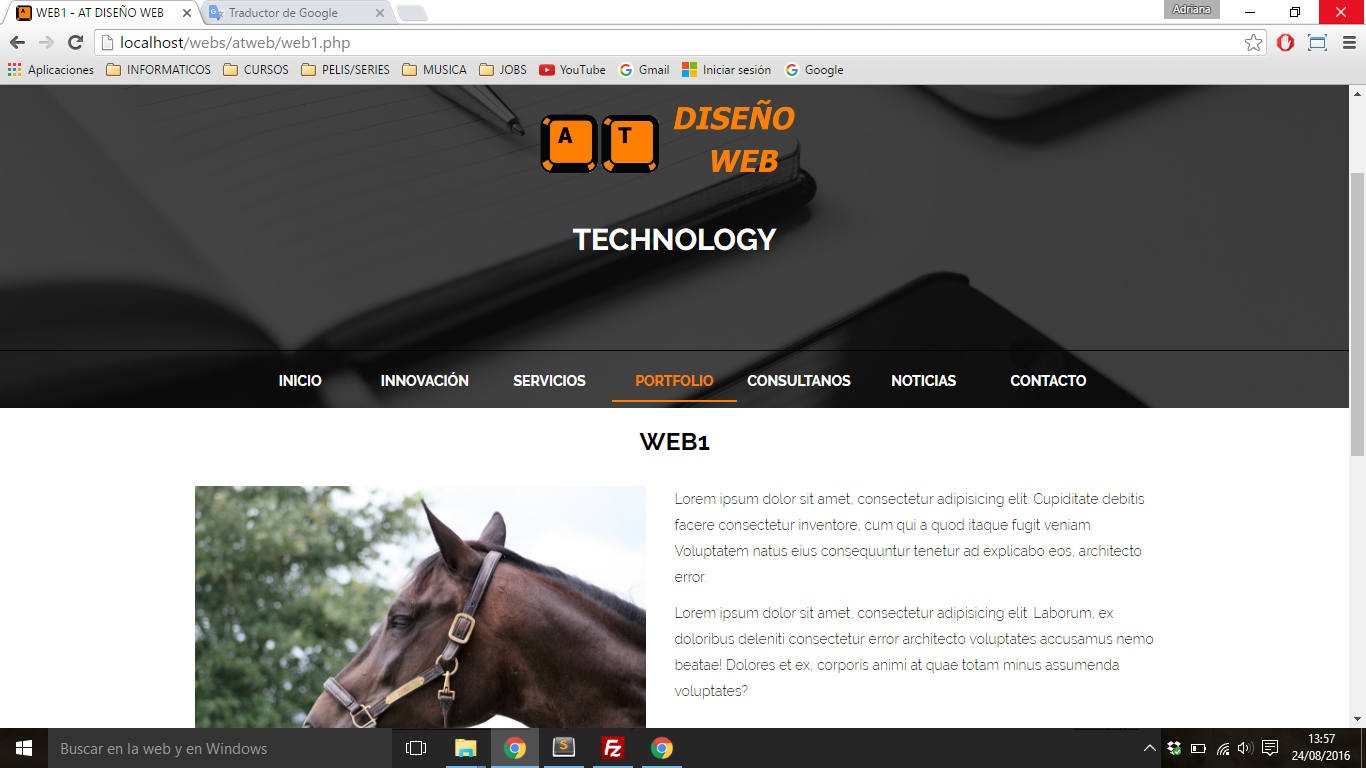 WEB1 - AT DISEÑO WEB
Traductor de Google
Adriana
localhost/webs/atweb/web1.php
Aplicaciones
INFORMATICOS
CURSOS
PELIS/SERIES
MUSICA
JOBS
YouTube
Gmail
Iniciar sesión
Google
A T DISEÑO
WEB
TECHNOLOGY
INICIO
INNOVACIÓN
SERVICIOS
PORTFOLIO
CONSULTANOS
NOTICIAS
CONTACTO
WEB1
Lorem ipsum dolor sit amet, consectetur adipisicing elit. Cupiditate debitis
facere consectetur inventore, cum qui a quod itaque fugit veniam.
Voluptatem natus eius consequuntur tenetur ad explicabo eos, architecto
error.
Lorem ipsum dolor sit amet, consectetur adipisicing elit. Laborum, ex
doloribus deleniti consectetur error architecto voluptates accusamus nemo
beatae! Dolores et ex, corporis animi at quae totam minus assumenda
voluptates?
Buscar en la web y en Windows
S
Fz
13:57
24/08/2016